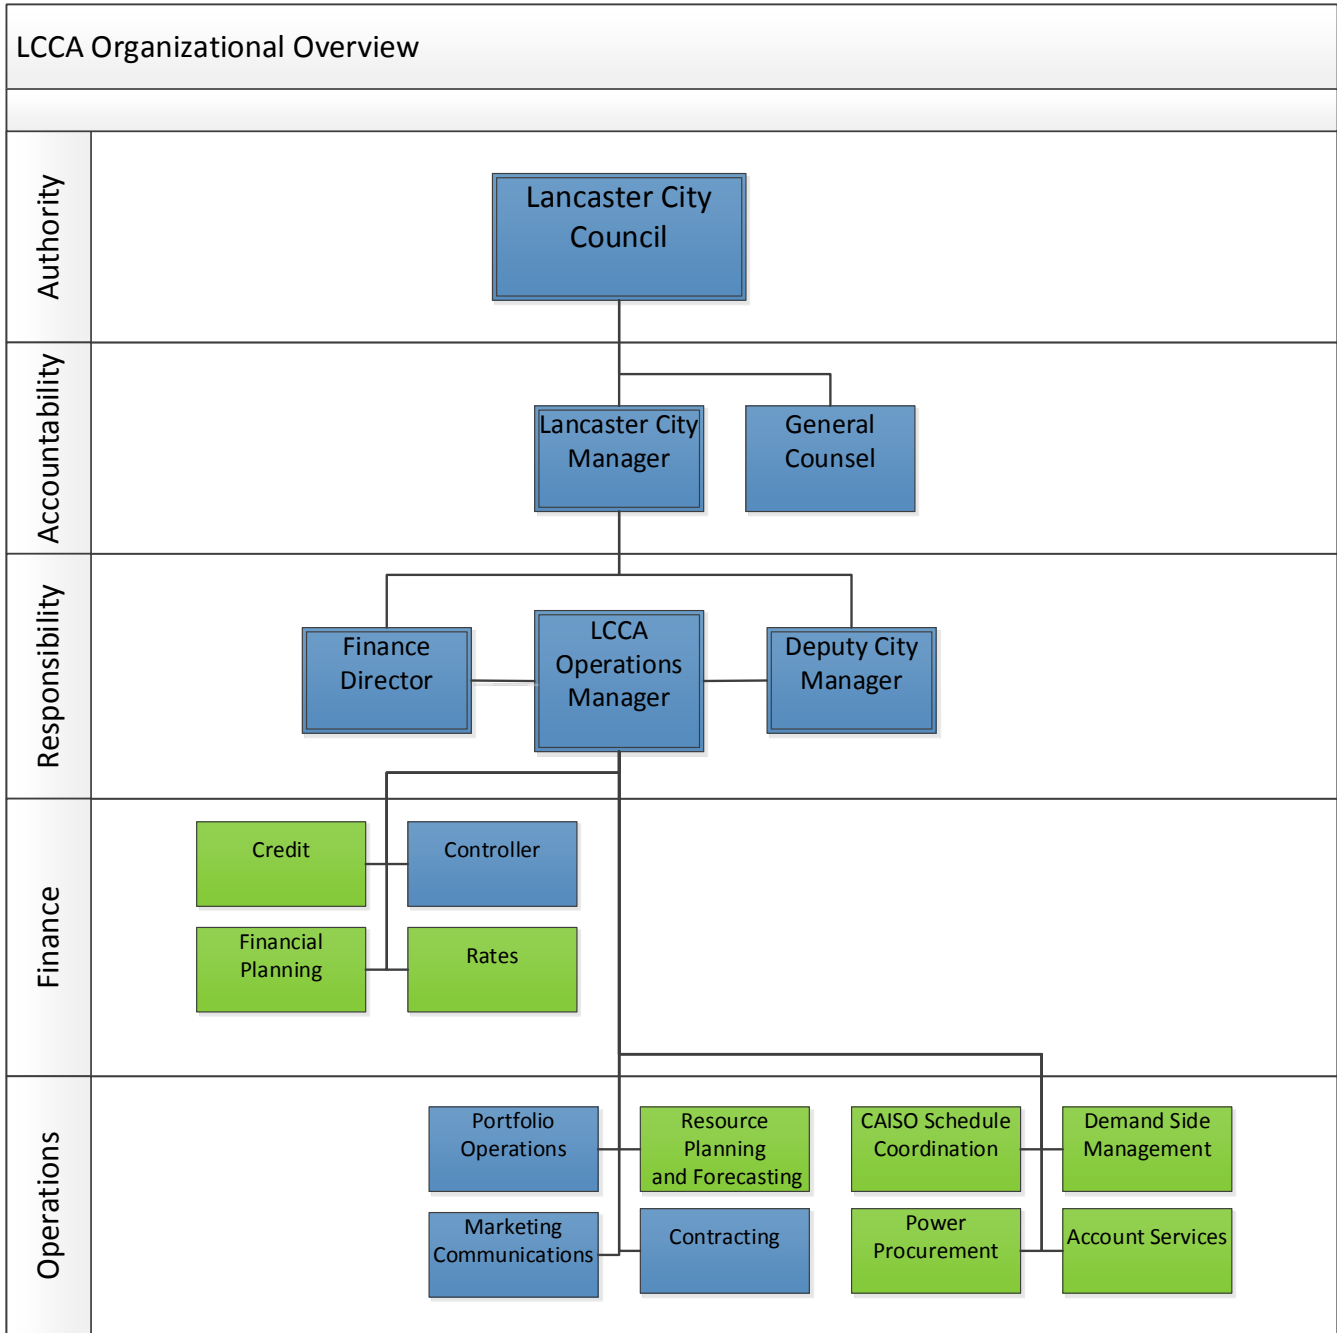 LCCA Organizational Overview
Authority
Lancaster City
Council
Accountability
Lancaster City
Manager
General
Counsel
Responsibility
Finance
Director
LCCA
Operations
Manager
Deputy City
Manager
Finance
Credit
Controller
Financial
Planning
Rates
Operations
Portfolio
Operations
Resource
Planning
and Forecasting
CAISO Schedule
Coordination
Demand Side
Management
Marketing
Communications
Contracting
Power
Procurement
Account Services